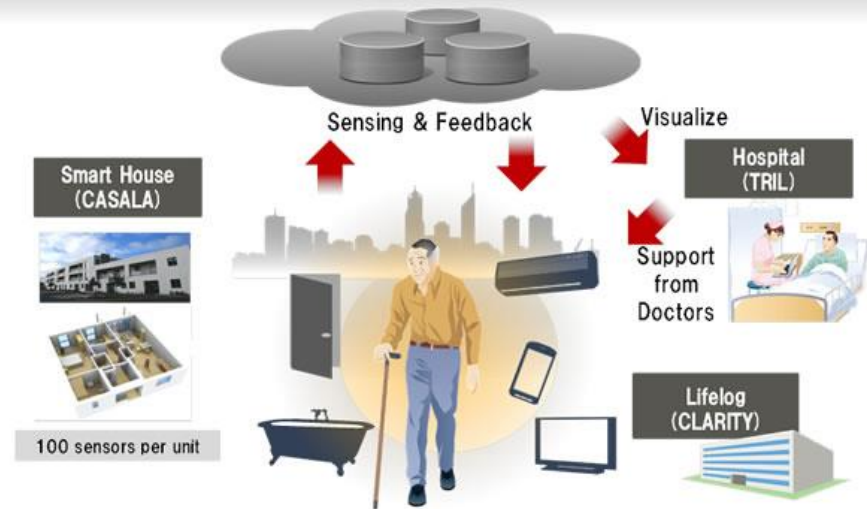 Sensing & Feedback
Visualize
Smart House
(CASALA)
Hospital
(TRIL)
Support
from
Doctors
100 sensors per unit
Lifelog
(CLARITY)